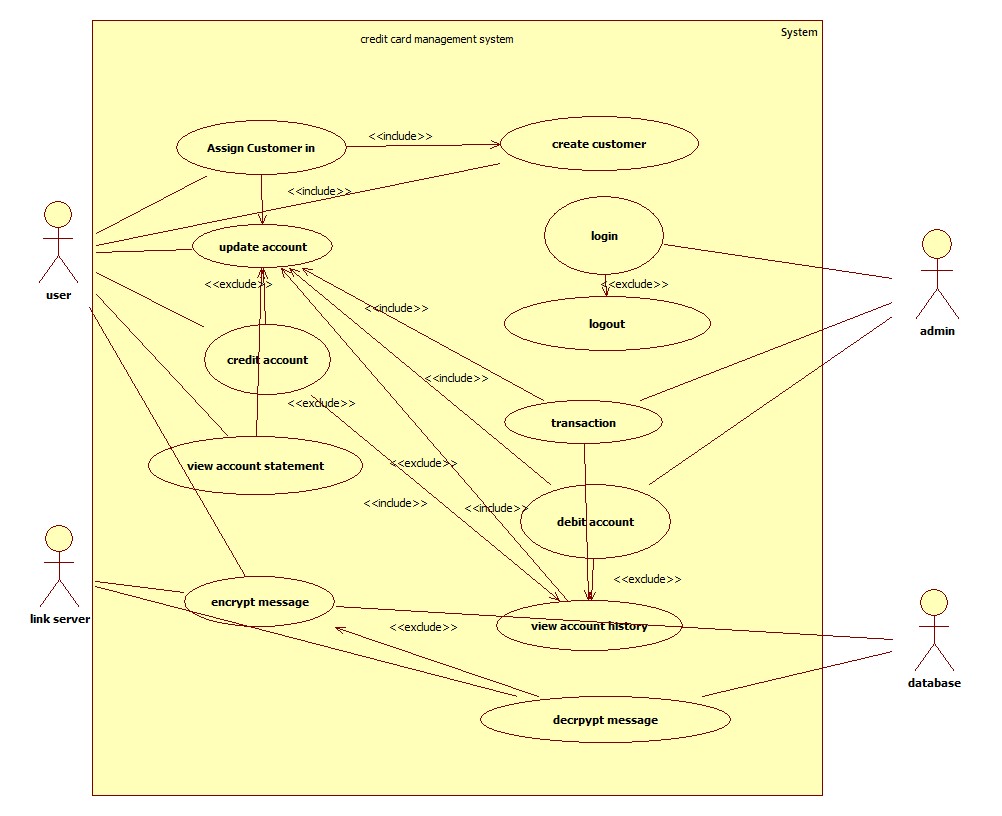 System
credit card management system
<<include>>
Assign Customer in
create customer
<<include>>
login
update account
<<exclude>>
<<exclude>>
user
<<include>>
logout
admin
credit account
<<include>>
<<exclude>>
transaction
<<exclude>>
view account statement
<<include>>
<<include>>
debit account
<<exclude>>
encrypt message
link server
<<exclude>>
view account history
database
decrpypt message